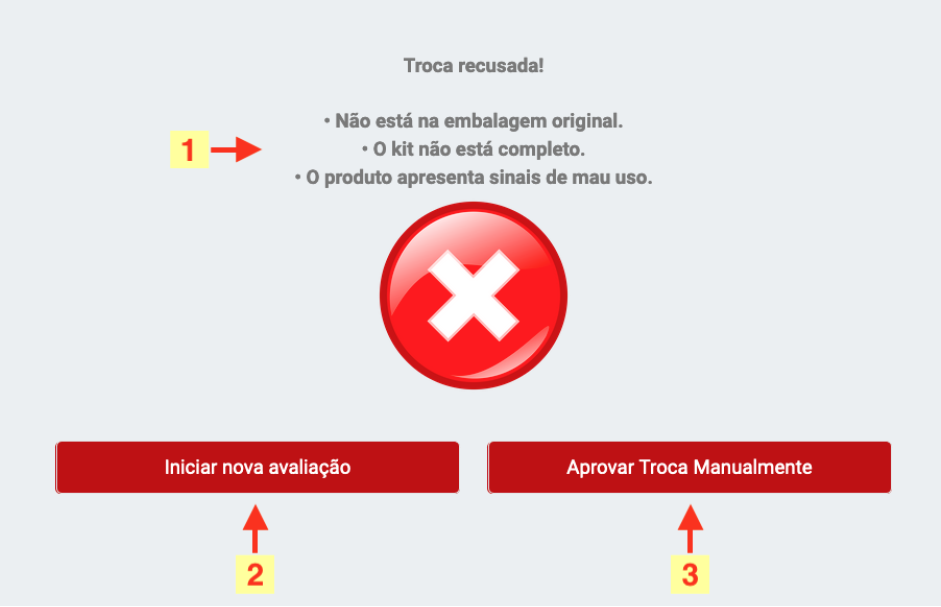 Troca recusada!
• Não está na embalagem original.
1
• O kit não está completo.
• O produto apresenta sinais de mau uso.
Iniciar nova avaliação
Aprovar Troca Manualmente
2
3